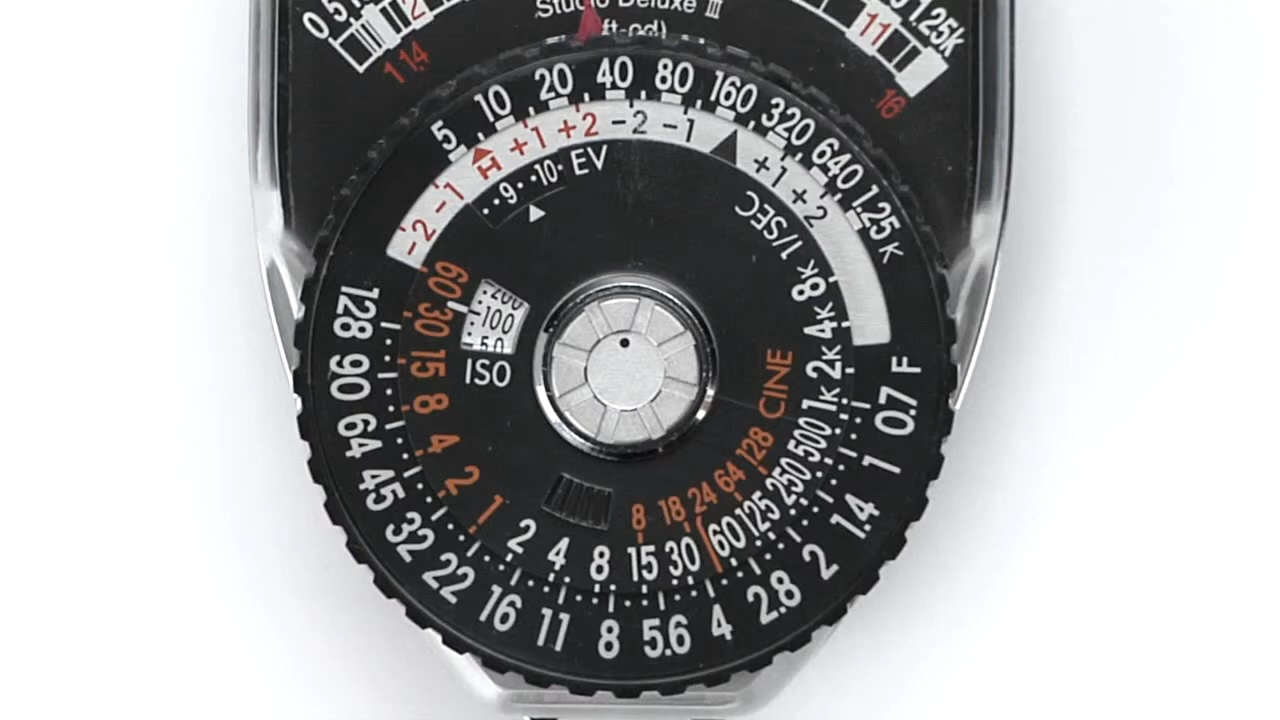 Studio Deluxe III
(ft-cd)
2
1 1.4
11
1.25K
16
5 10 20 40 80 160 320 640 1.25K
-2 -1 H +1 +2 -2 -1 +1 +2
9 10 EV
1/SEC
60 30 15 8 4 2 1 2 4 8 15 30 60 125 250 500 1K 2K 4K 8K
200
100
50
ISO
CINE
8 18 24 64 128
128 90 64 45 32 22 16 11 8 5.6 4 2.8 2 1.4 1 0.7 F